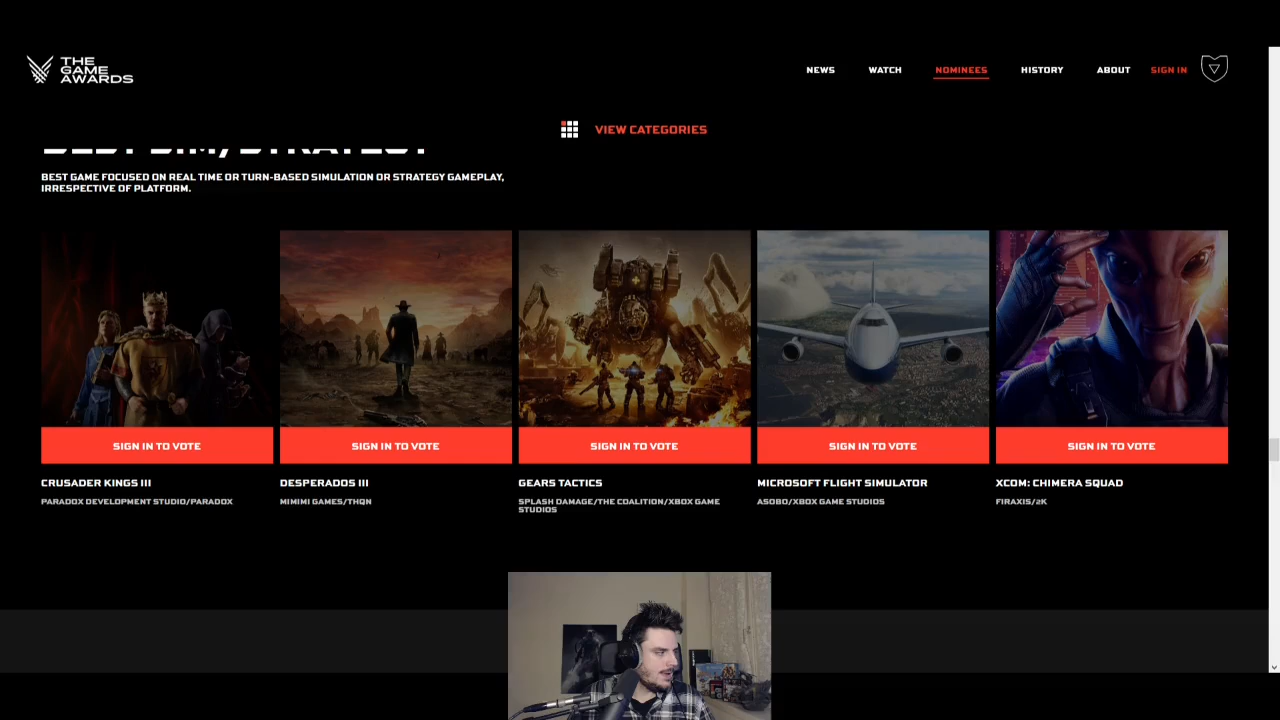 THE
GAME
AWARDS
NEWS
WATCH
NOMINEES
HISTORY
ABOUT
SIGN IN
VIEW CATEGORIES
BEST SIM/STRATEGY
BEST GAME FOCUSED ON REAL TIME OR TURN-BASED SIMULATION OR STRATEGY GAMEPLAY,
IRRESPECTIVE OF PLATFORM.
SIGN IN TO VOTE
SIGN IN TO VOTE
SIGN IN TO VOTE
SIGN IN TO VOTE
SIGN IN TO VOTE
CRUSADER KINGS III
PARADOX DEVELOPMENT STUDIO/PARADOX
DESPERADOS III
MIMIMI GAMES/THQN
GEARS TACTICS
SPLASH DAMAGE/THE COALITION/XBOX GAME
STUDIOS
MICROSOFT FLIGHT SIMULATOR
ASOBO/XBOX GAME STUDIOS
XCOM: CHIMERA SQUAD
FIRAXIS/2K